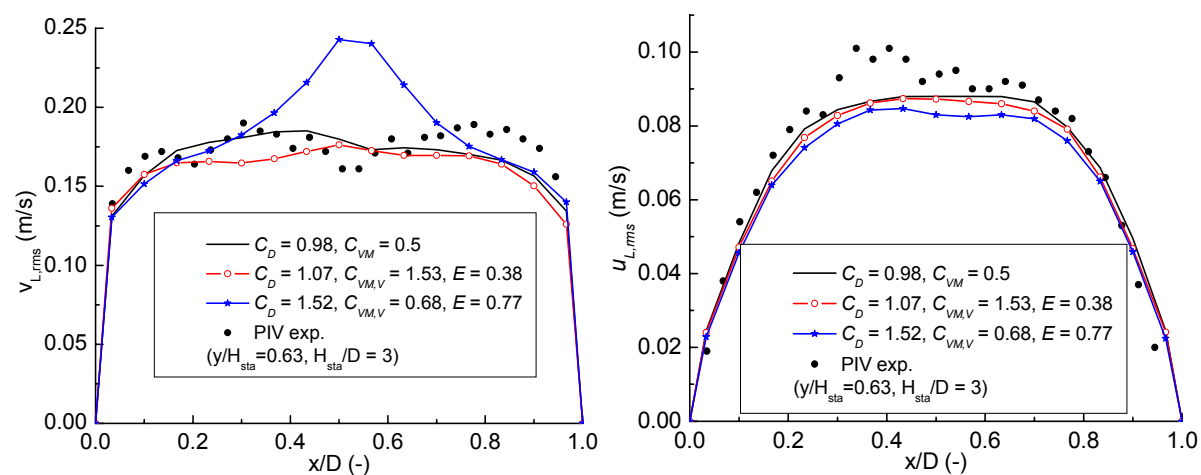 0.25
0.20
0.15
0.10
0.05
0.00
v_L,rms (m/s)
C_D = 0.98, C_VM = 0.5
C_D = 1.07, C_VM,V = 1.53, E = 0.38
C_D = 1.52, C_VM,V = 0.68, E = 0.77
PIV exp.
(y/H_sta=0.63, H_sta/D = 3)
0.0 0.2 0.4 0.6 0.8 1.0
x/D (-)
0.10
0.08
0.06
0.04
0.02
0.00
u_L,rms (m/s)
C_D = 0.98, C_VM = 0.5
C_D = 1.07, C_VM,V = 1.53, E = 0.38
C_D = 1.52, C_VM,V = 0.68, E = 0.77
PIV exp.
(y/H_sta=0.63, H_sta/D = 3)
0.0 0.2 0.4 0.6 0.8 1.0
x/D (-)